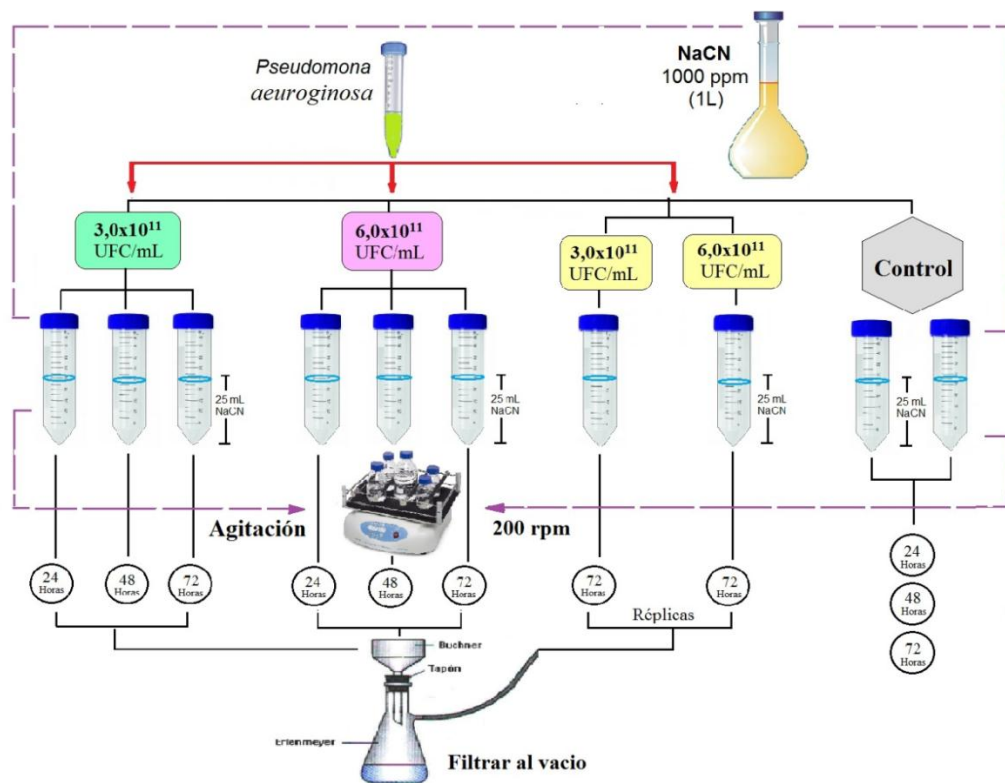 Pseudomona
aeuroginosa
NaCN
1000 ppm
(1L)
3,0x10¹¹
UFC/mL
6,0x10¹¹
UFC/mL
3,0x10¹¹
UFC/mL
6,0x10¹¹
UFC/mL
Control
25 mL
NaCN
25 mL
NaCN
25 mL
NaCN
25 mL
NaCN
Agitación
200 rpm
24
Horas
48
Horas
72
Horas
24
Horas
48
Horas
72
Horas
72
Horas
72
Horas
24
Horas
48
Horas
72
Horas
Réplicas
Buchner
Tapón
Erlenmeyer
Filtrar al vacio